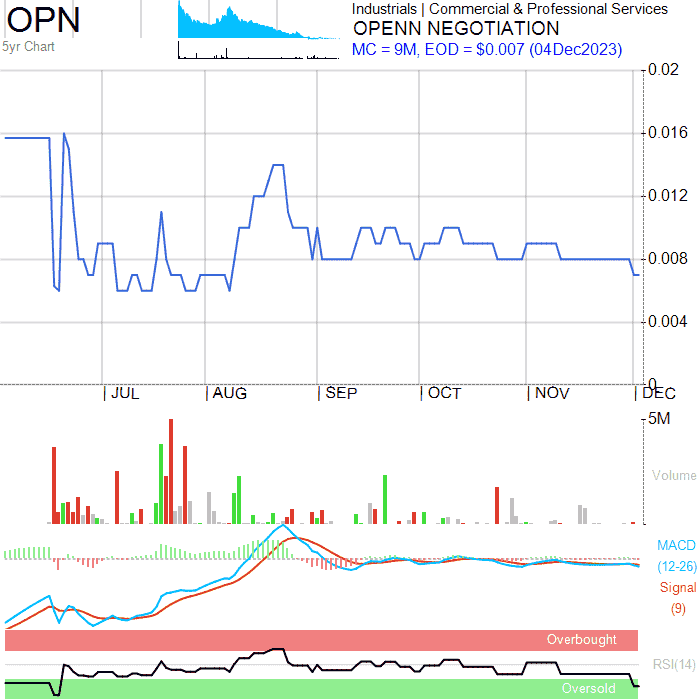 OPN
5yr Chart
Industrials | Commercial & Professional Services
OPENN NEGOTIATION
MC = 9M, EOD = $0.007 (04Dec2023)
0.02
0.016
0.012
0.008
0.004
0
JUL
AUG
SEP
OCT
NOV
DEC
5M
Volume
MACD
(12-26)
Signal
(9)
Overbought
RSI(14)
Oversold